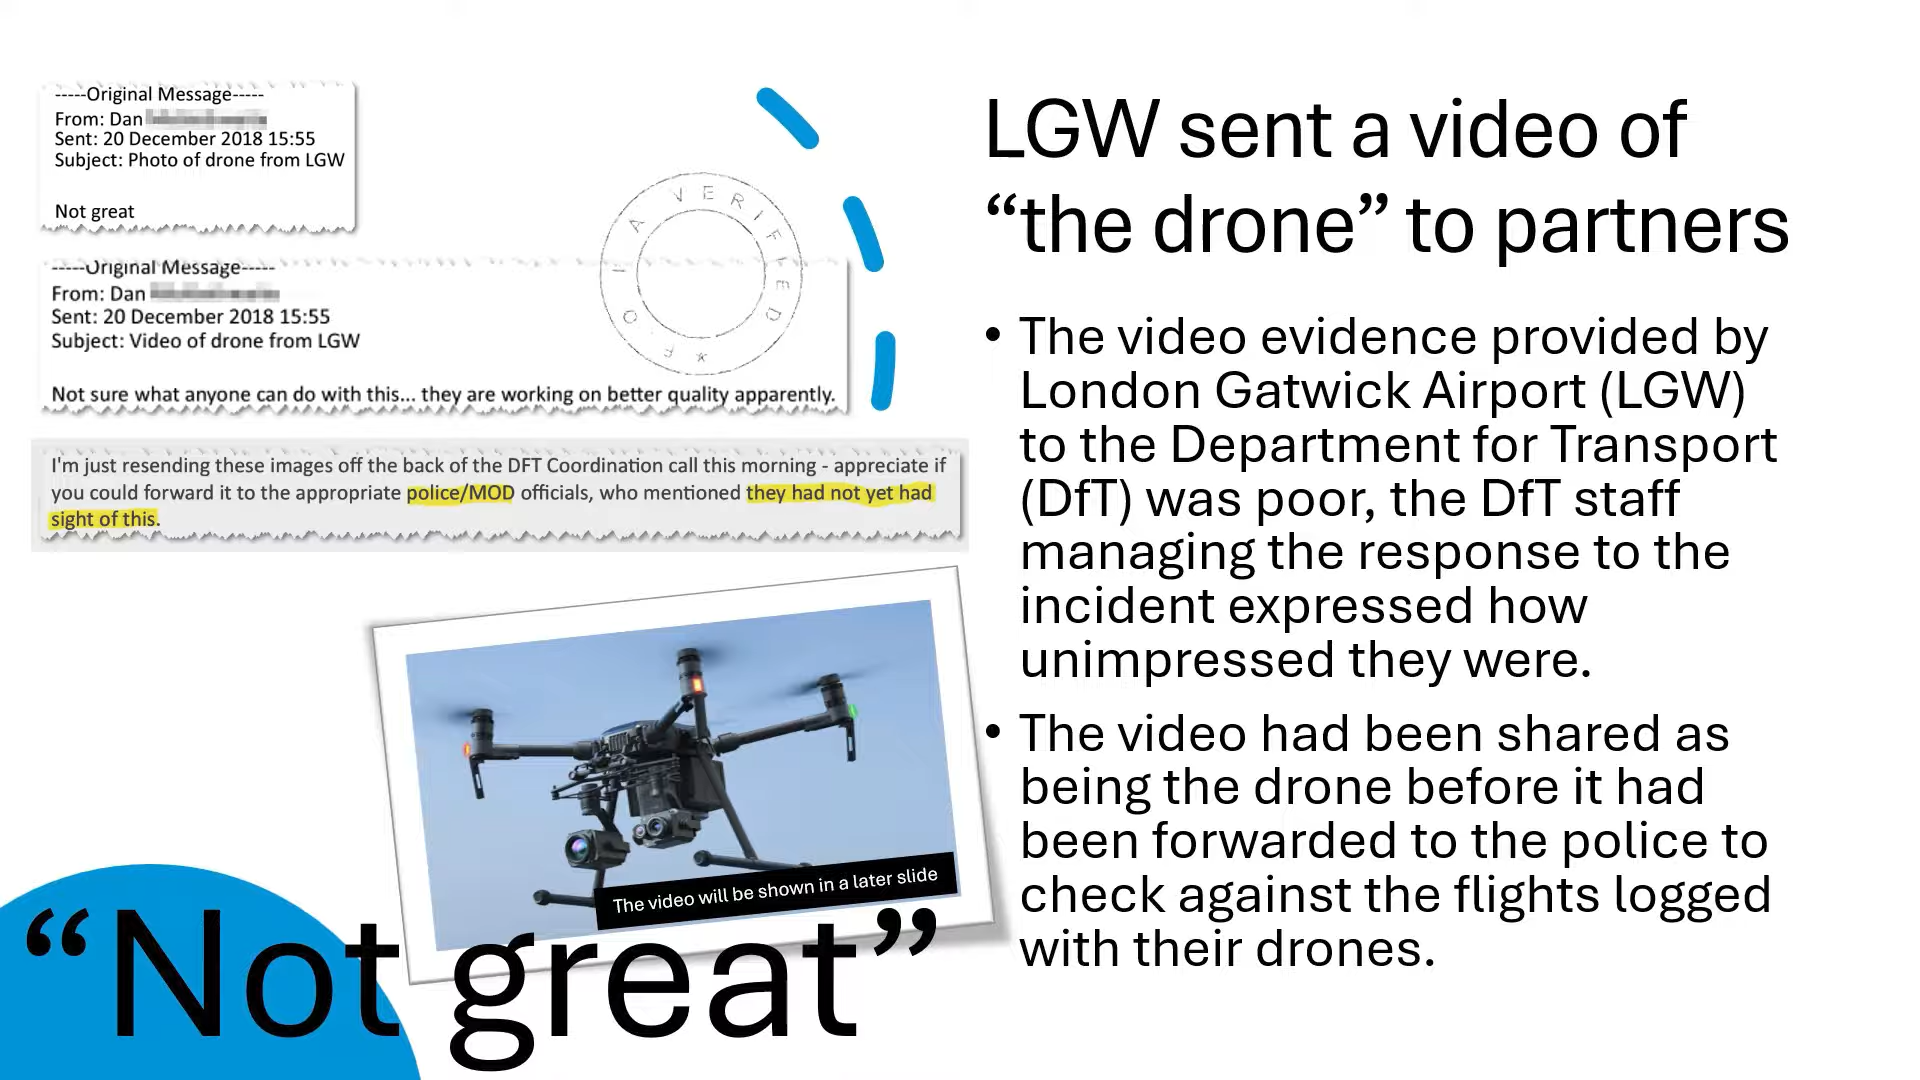 -----Original Message-----
From: Dan
Sent: 20 December 2018 15:55
Subject: Photo of drone from LGW
Not great
-----Original Message-----
From: Dan
Sent: 20 December 2018 15:55
Subject: Video of drone from LGW
Not sure what anyone can do with this... they are working on better quality apparently.
FOIA VERIFIED *
I'm just resending these images off the back of the DFT Coordination call this morning - appreciate if
you could forward it to the appropriate police/MOD officials, who mentioned they had not yet had
sight of this.
The video will be shown in a later slide
“Not great”
LGW sent a video of
“the drone” to partners
• The video evidence provided by
London Gatwick Airport (LGW)
to the Department for Transport
(DfT) was poor, the DfT staff
managing the response to the
incident expressed how
unimpressed they were.
• The video had been shared as
being the drone before it had
been forwarded to the police to
check against the flights logged
with their drones.